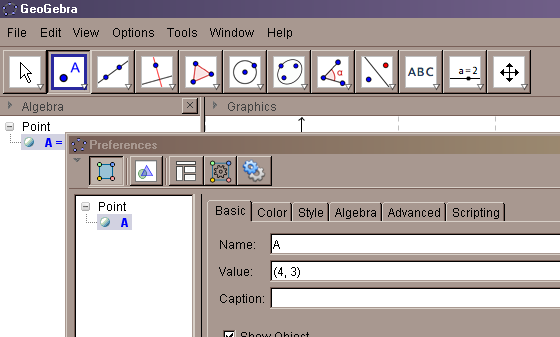 GeoGebra
File Edit View Options Tools Window Help
A
α
ABC
a=2
Algebra
Graphics
Point
A =
Preferences
Point
A
Basic Color Style Algebra Advanced Scripting
Name: A
Value: (4, 3)
Caption:
Show Object